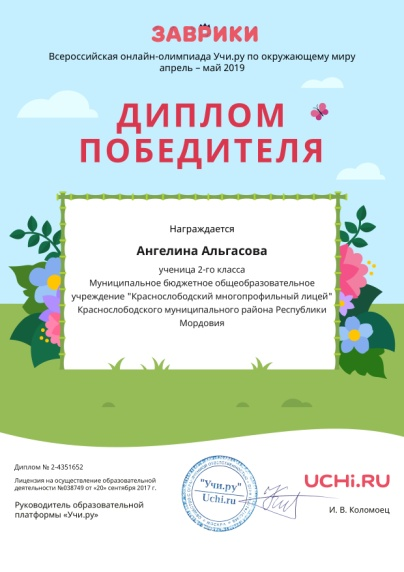 ЗАВРИКИ
Всероссийская онлайн-олимпиада Учи.ру по окружающему миру
апрель – май 2019
ДИПЛОМ
ПОБЕДИТЕЛЯ
Награждается
Ангелина Альгасова
ученица 2-го класса
Муниципальное бюджетное общеобразовательное
учреждение "Краснослободский многопрофильный лицей"
Краснослободского муниципального района Республики
Мордовия
Диплом № 2-4351652
Лицензия на осуществление образовательной
деятельности №038749 от «20» сентября 2017 г.
Руководитель образовательной
платформы «Учи.ру»
"Учи.ру"
Uchi.ru
UCHi.RU
И. В. Коломоец